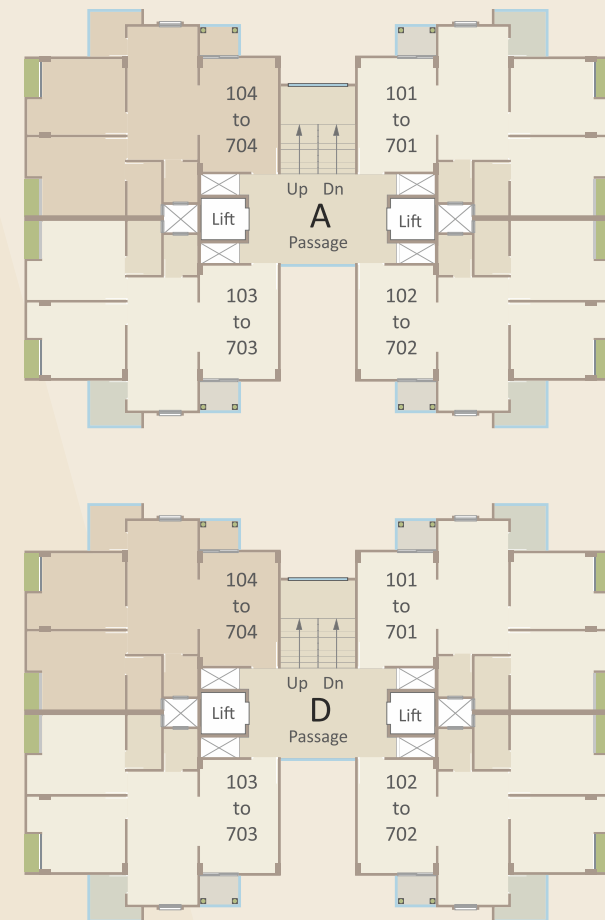 104
to
704
101
to
701
Up Dn
Lift
A
Lift
Passage
103
to
703
102
to
702
104
to
704
101
to
701
Up Dn
Lift
D
Lift
Passage
103
to
703
102
to
702